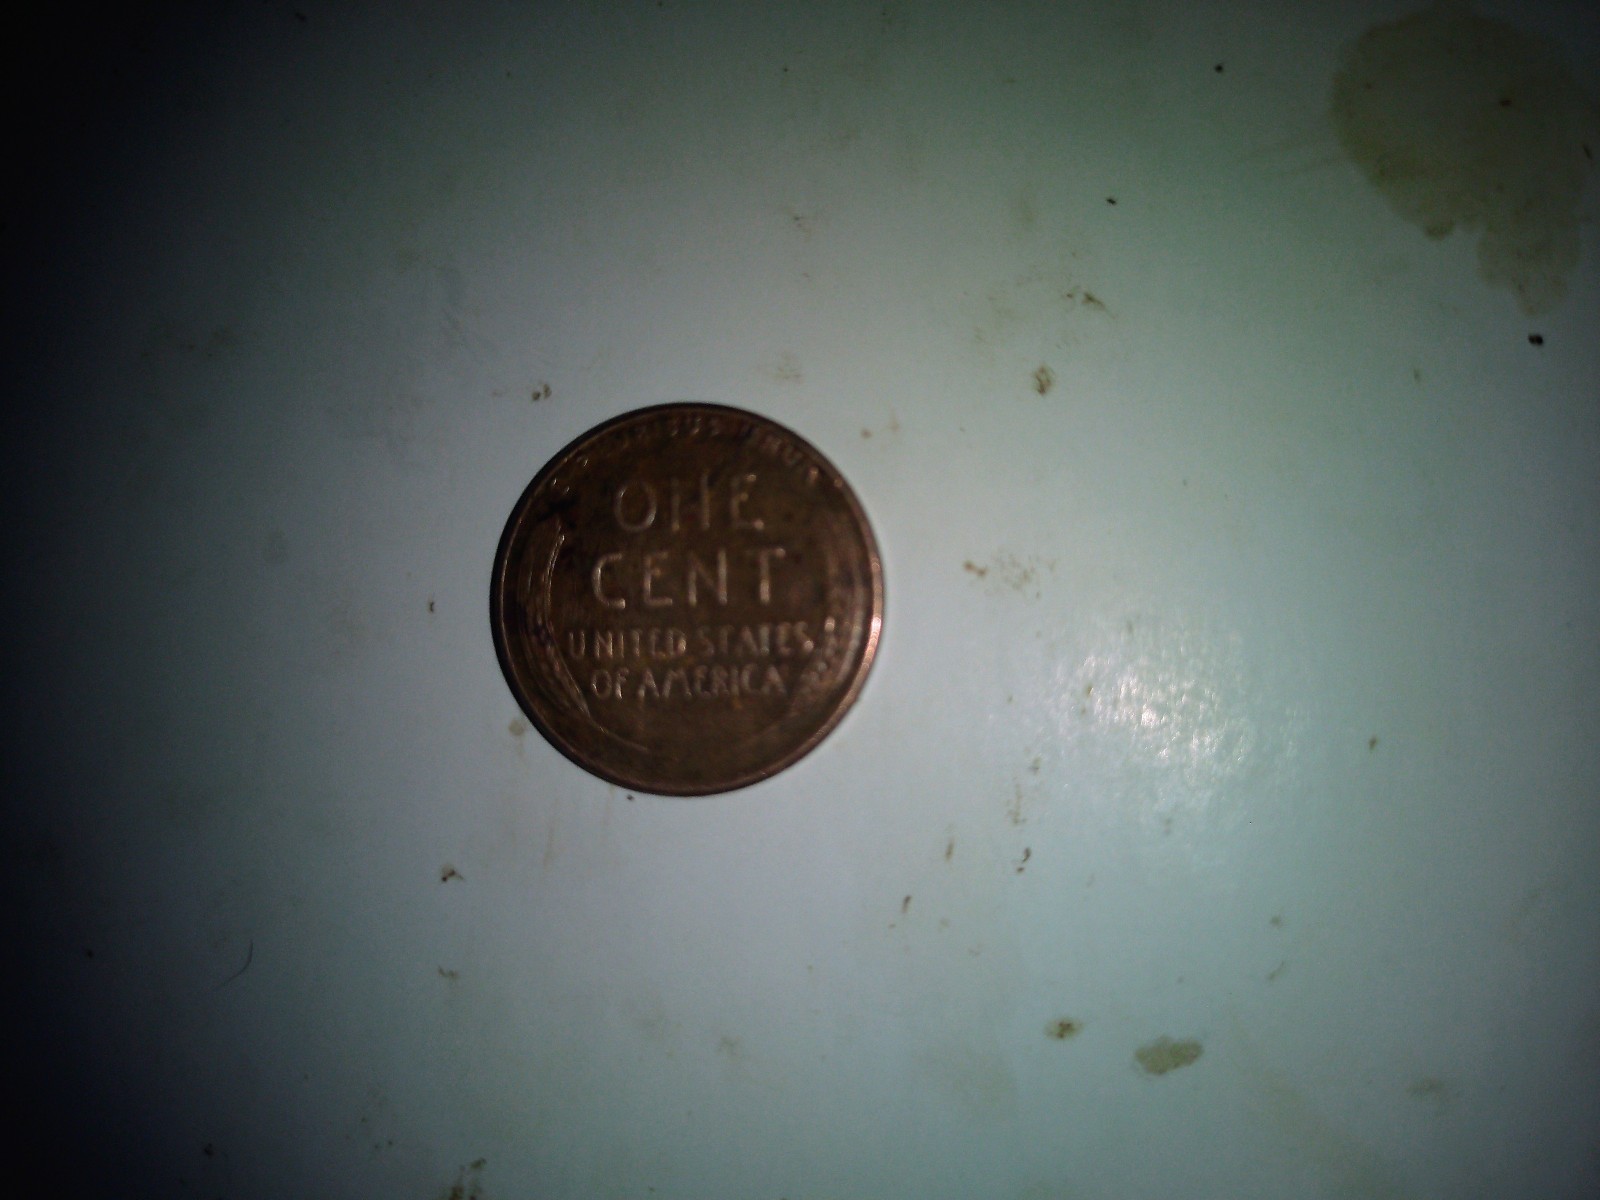 ONE
CENT
UNITED STATES
OF AMERICA